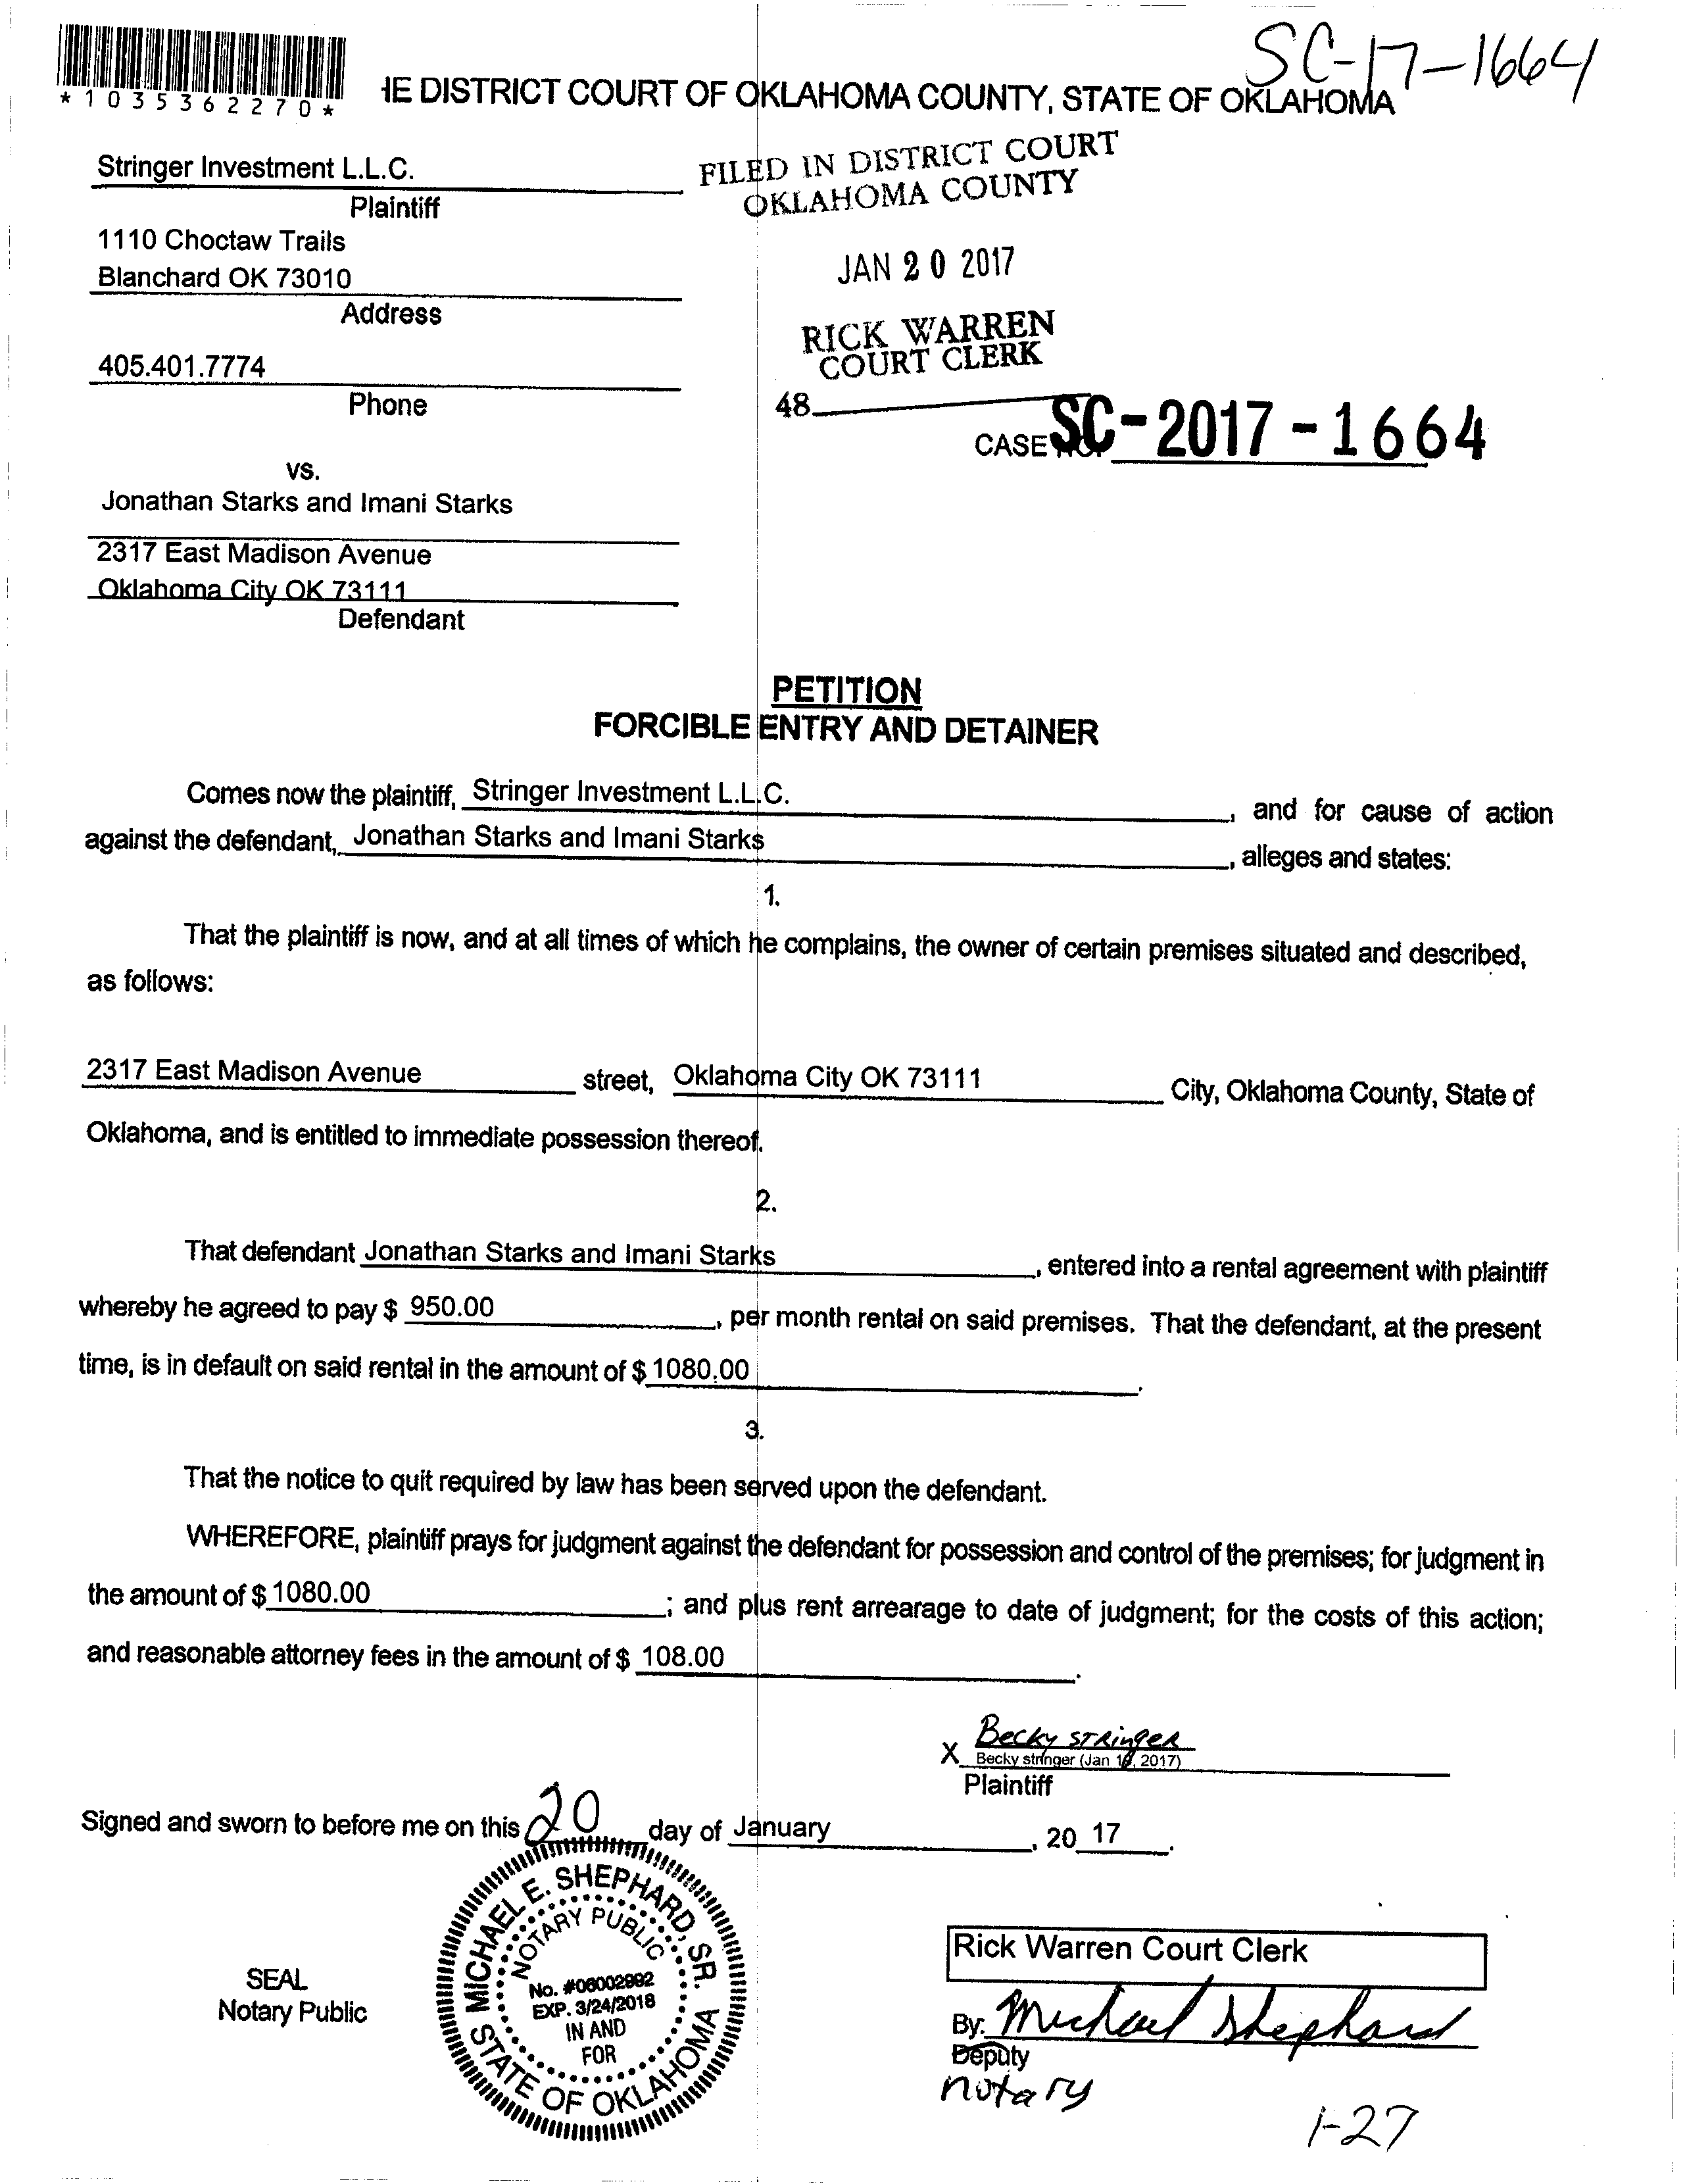 SC-17-1664
*1035362270*
IE DISTRICT COURT OF OKLAHOMA COUNTY, STATE OF OKLAHOMA
Stringer Investment L.L.C.
Plaintiff
1110 Choctaw Trails
Blanchard OK 73010
Address
405.401.7774
Phone
FILED IN DISTRICT COURT
OKLAHOMA COUNTY
JAN 20 2017
RICK WARREN
COURT CLERK
48
CASE SC-2017-1664
vs.
Jonathan Starks and Imani Starks
2317 East Madison Avenue
Oklahoma City OK 73111
Defendant
PETITION
FORCIBLE ENTRY AND DETAINER
Comes now the plaintiff, Stringer Investment L.L.C., and for cause of action
against the defendant, Jonathan Starks and Imani Starks, alleges and states:
1.
That the plaintiff is now, and at all times of which he complains, the owner of certain premises situated and described,
as follows:
2317 East Madison Avenue street, Oklahoma City OK 73111 City, Oklahoma County, State of
Oklahoma, and is entitled to immediate possession thereof.
2.
That defendant Jonathan Starks and Imani Starks, entered into a rental agreement with plaintiff
whereby he agreed to pay $ 950.00, per month rental on said premises. That the defendant, at the present
time, is in default on said rental in the amount of $ 1080.00.
3.
That the notice to quit required by law has been served upon the defendant.
WHEREFORE, plaintiff prays for judgment against the defendant for possession and control of the premises; for judgment in
the amount of $ 1080.00; and plus rent arrearage to date of judgment; for the costs of this action;
and reasonable attorney fees in the amount of $ 108.00.
Becky Stringer
X Becky stringer (Jan , 2017)
Plaintiff
Signed and sworn to before me on this 20 day of January, 20 17.
SEAL
Notary Public
MICHAEL E. SHEPHARD, SR.
NOTARY PUBLIC
No. #06002992
EXP. 3/24/2018
IN AND
FOR
STATE OF OKLAHOMA
Rick Warren Court Clerk
By: Michael Shephard
Deputy
notary
1-27